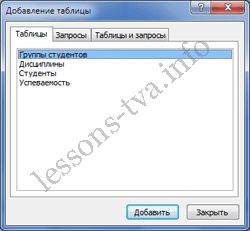 Добавление таблицы
Таблицы
Запросы
Таблицы и запросы
Группы студентов
Дисциплины
Студенты
Успеваемость
lessons-tva.info
Добавить
Закрыть